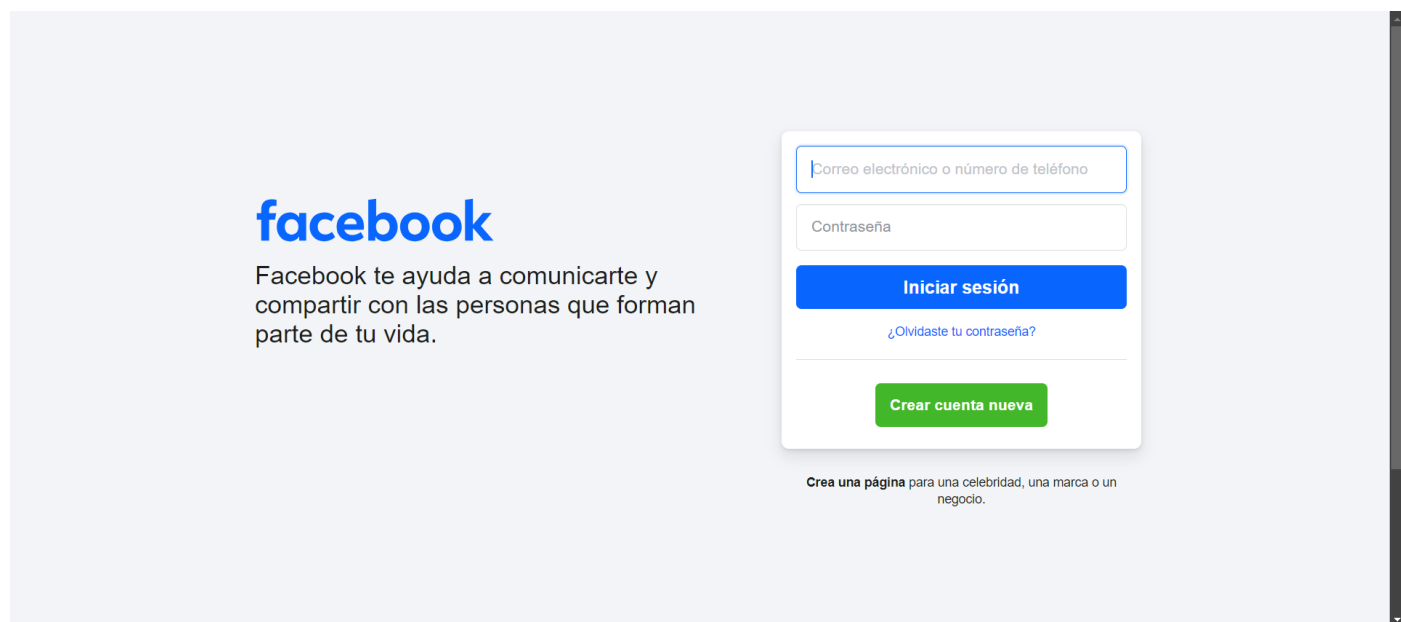 facebook
Facebook te ayuda a comunicarte y
compartir con las personas que forman
parte de tu vida.
Correo electrónico o número de teléfono
Contraseña
Iniciar sesión
¿Olvidaste tu contraseña?
Crear cuenta nueva
Crea una página para una celebridad, una marca o un
negocio.